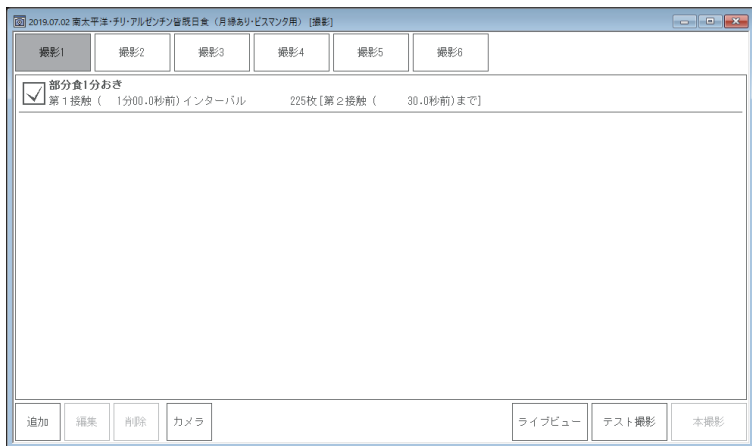 2019.07.02 南太平洋・チリ・アルゼンチン皆既日食（月縁あり・ビスマンタ用） [撮影]
撮影1 撮影2 撮影3 撮影4 撮影5 撮影6
部分食1分おき
第１接触（ 1分00.0秒前）インターバル 225枚 [第２接触（ 30.0秒前）まで]
追加 編集 削除 カメラ ライブビュー テスト撮影 本撮影